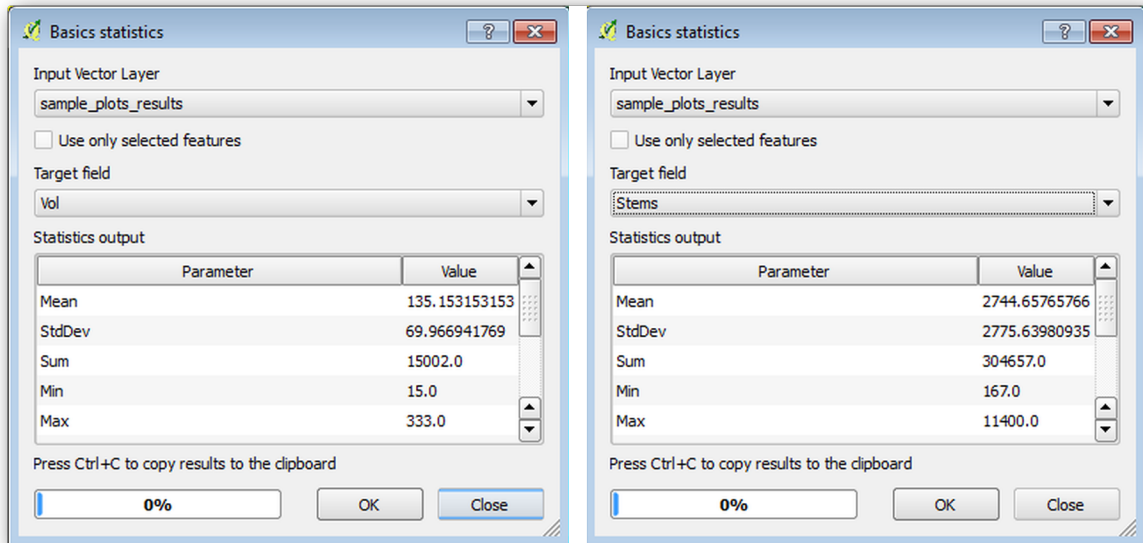 Basics statistics
Input Vector Layer
sample_plots_results
Use only selected features
Target field
Vol
Statistics output
Parameter Value
Mean 135.153153153
StdDev 69.966941769
Sum 15002.0
Min 15.0
Max 333.0
Press Ctrl+C to copy results to the clipboard
0% OK Close
Basics statistics
Input Vector Layer
sample_plots_results
Use only selected features
Target field
Stems
Statistics output
Parameter Value
Mean 2744.65765766
StdDev 2775.63980935
Sum 304657.0
Min 167.0
Max 11400.0
Press Ctrl+C to copy results to the clipboard
0% OK Close